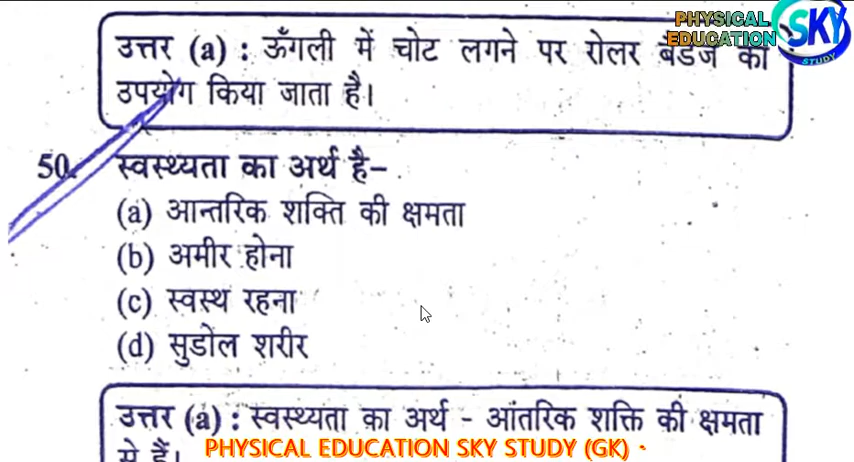 PHYSICAL
EDUCATION
SKY
STUDY
उत्तर (a) : ऊँगली में चोट लगने पर रोलर बैंडेज का
उपयोग किया जाता है।
50. स्वस्थ्यता का अर्थ है–
(a) आन्तरिक शक्ति की क्षमता
(b) अमीर होना
(c) स्वस्थ रहना
(d) सुडोल शरीर
उत्तर (a) : स्वस्थ्यता का अर्थ - आंतरिक शक्ति की क्षमता
में हैं।
PHYSICAL EDUCATION SKY STUDY (GK)